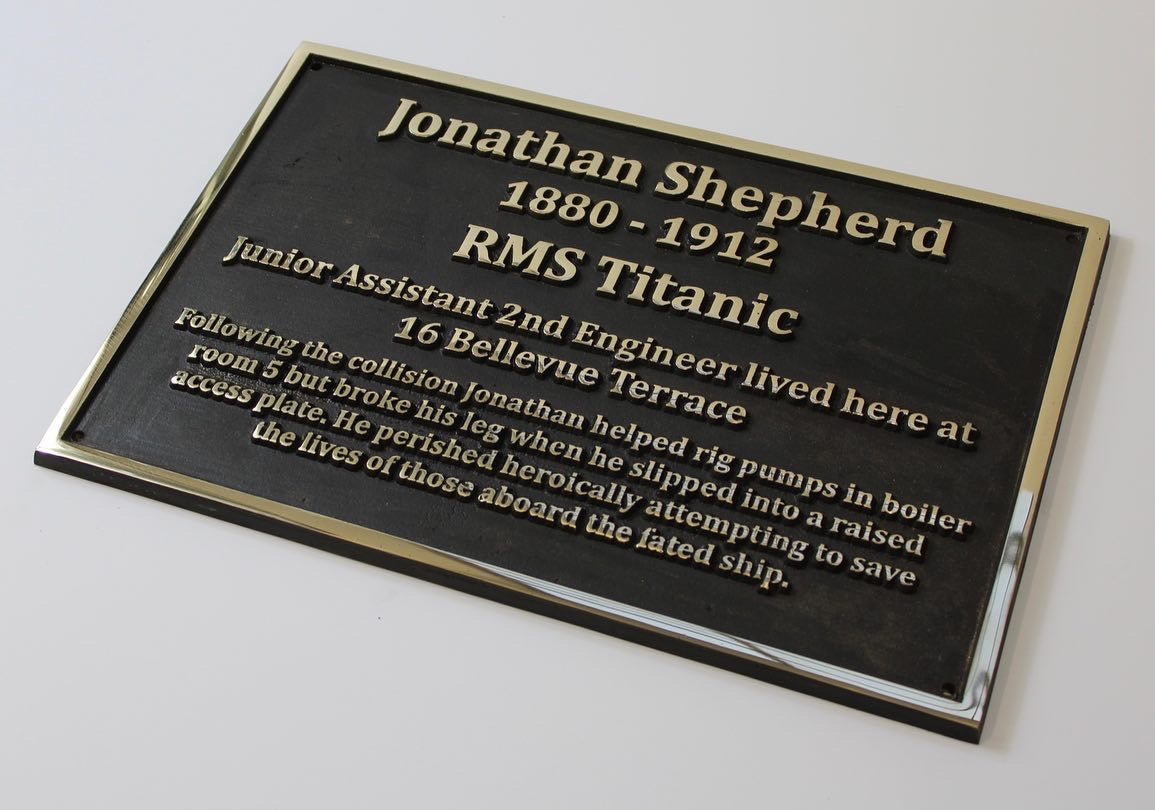 Jonathan Shepherd
1880 - 1912
RMS Titanic
Junior Assistant 2nd Engineer lived here at
16 Bellevue Terrace
Following the collision Jonathan helped rig pumps in boiler
room 5 but broke his leg when he slipped into a raised
access plate. He perished heroically attempting to save
the lives of those aboard the fated ship.